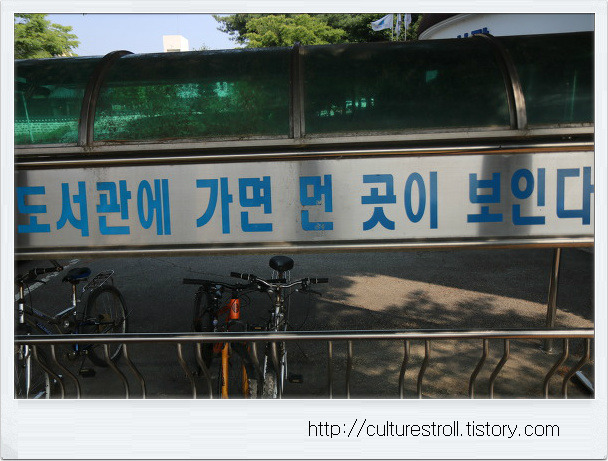 도서관에 가면 먼 곳이 보인다
http://culturestroll.tistory.com